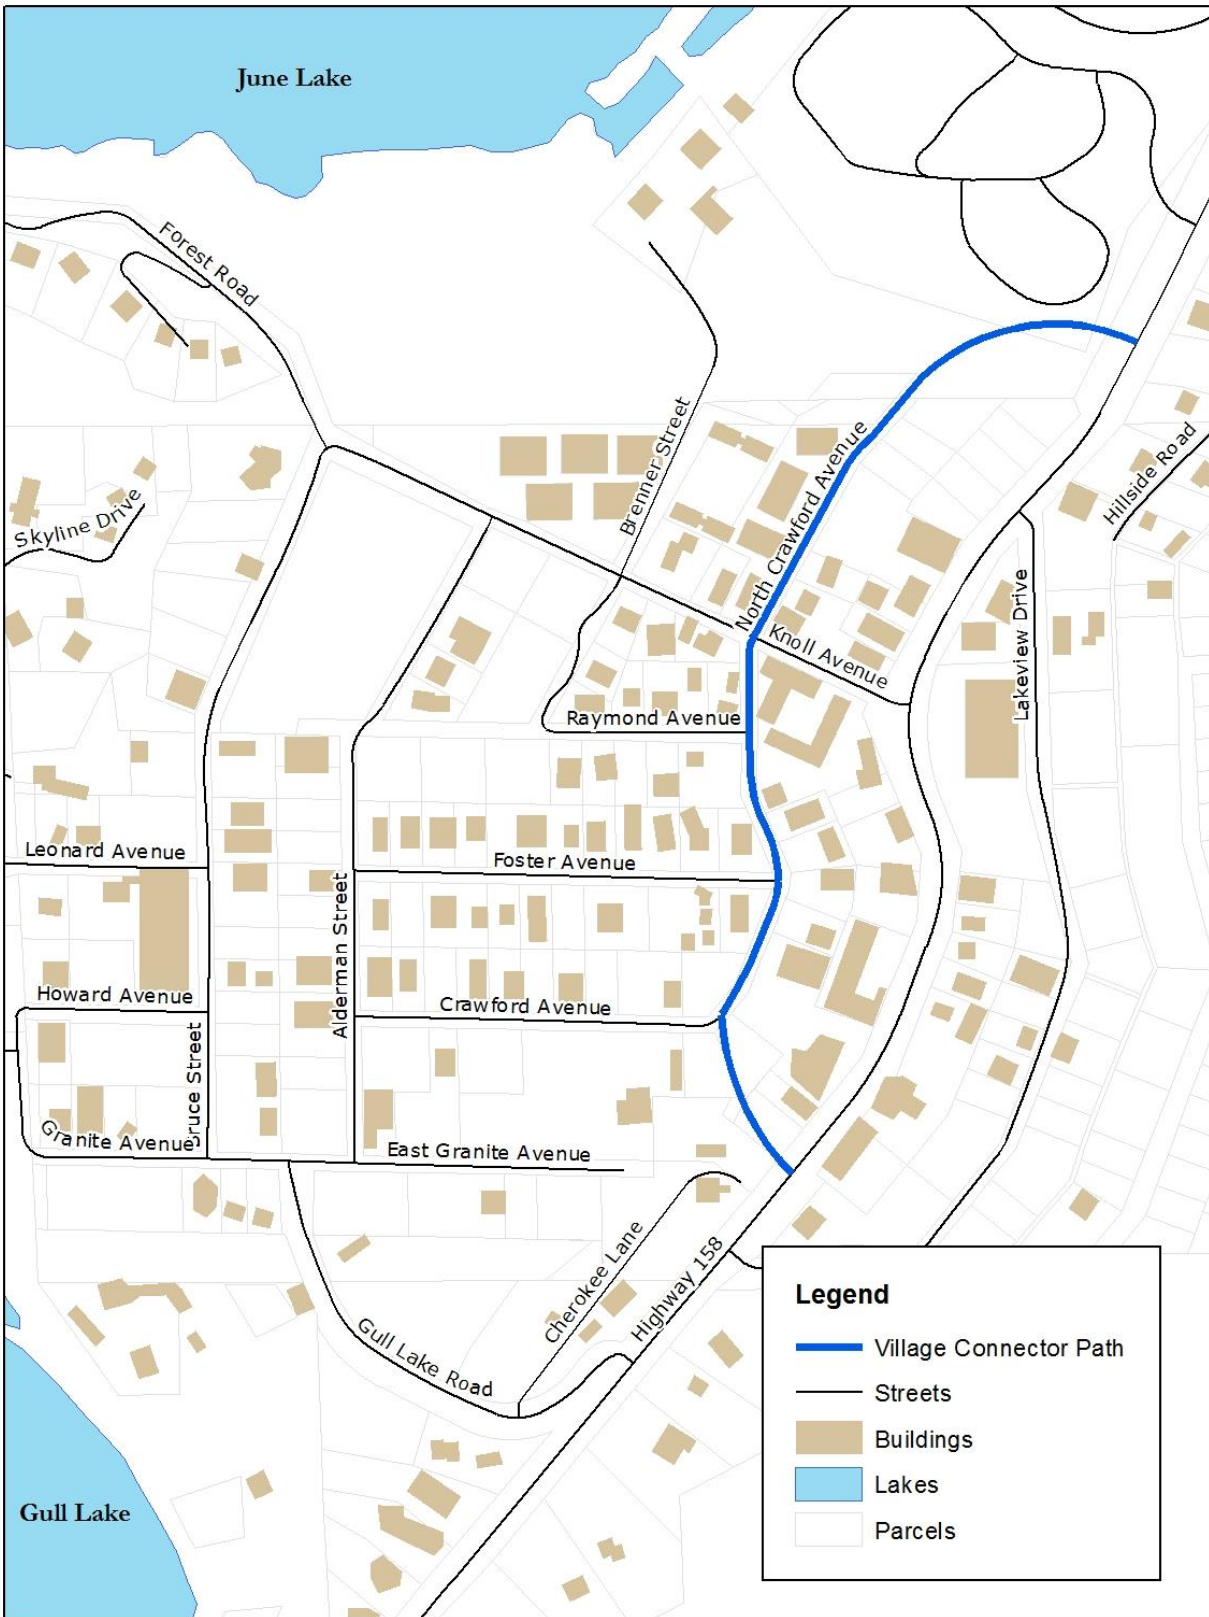 June Lake
Forest Road
Brenner Street
North Crawford Avenue
Hillside Road
Skyline Drive
Knoll Avenue
Lakeview Drive
Raymond Avenue
Leonard Avenue
Foster Avenue
Alderman Street
Howard Avenue
Crawford Avenue
Bruce Street
Granite Avenue
East Granite Avenue
Cherokee Lane
Highway 158
Gull Lake Road
Gull Lake
Legend
Village Connector Path
Streets
Buildings
Lakes
Parcels